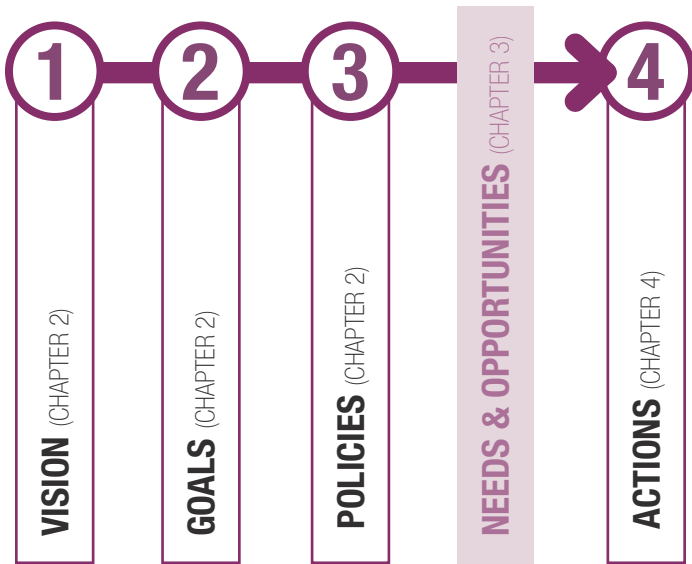 1
2
3
4
VISION (CHAPTER 2)
GOALS (CHAPTER 2)
POLICIES (CHAPTER 2)
NEEDS & OPPORTUNITIES (CHAPTER 3)
ACTIONS (CHAPTER 4)